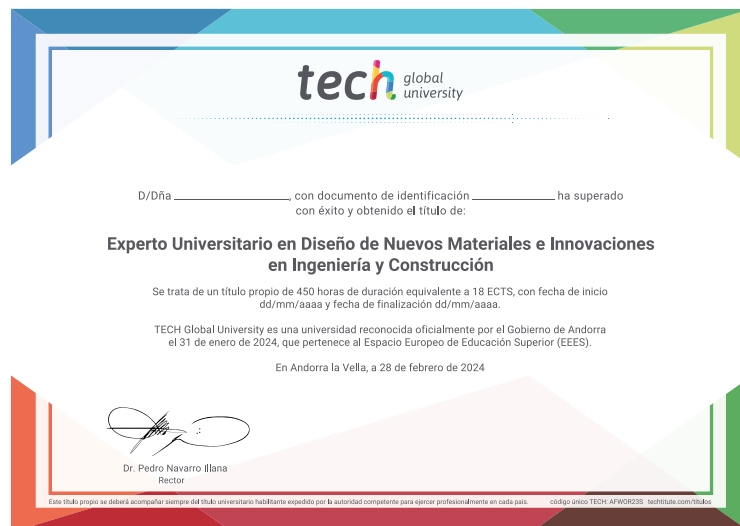 tech global university
D/Dña ____________, con documento de identificación ____________ ha superado
con éxito y obtenido el título de:
Experto Universitario en Diseño de Nuevos Materiales e Innovaciones
en Ingeniería y Construcción
Se trata de un título propio de 450 horas de duración equivalente a 18 ECTS, con fecha de inicio
dd/mm/aaaa y fecha de finalización dd/mm/aaaa.
TECH Global University es una universidad reconocida oficialmente por el Gobierno de Andorra
el 31 de enero de 2024, que pertenece al Espacio Europeo de Educación Superior (EEES).
En Andorra la Vella, a 28 de febrero de 2024
Dr. Pedro Navarro Illana
Rector
Este título propio se deberá acompañar siempre del título universitario habilitante expedido por la autoridad competente para ejercer profesionalmente en cada país. código único TECH: AFWOR23S techtitute.com/titulos